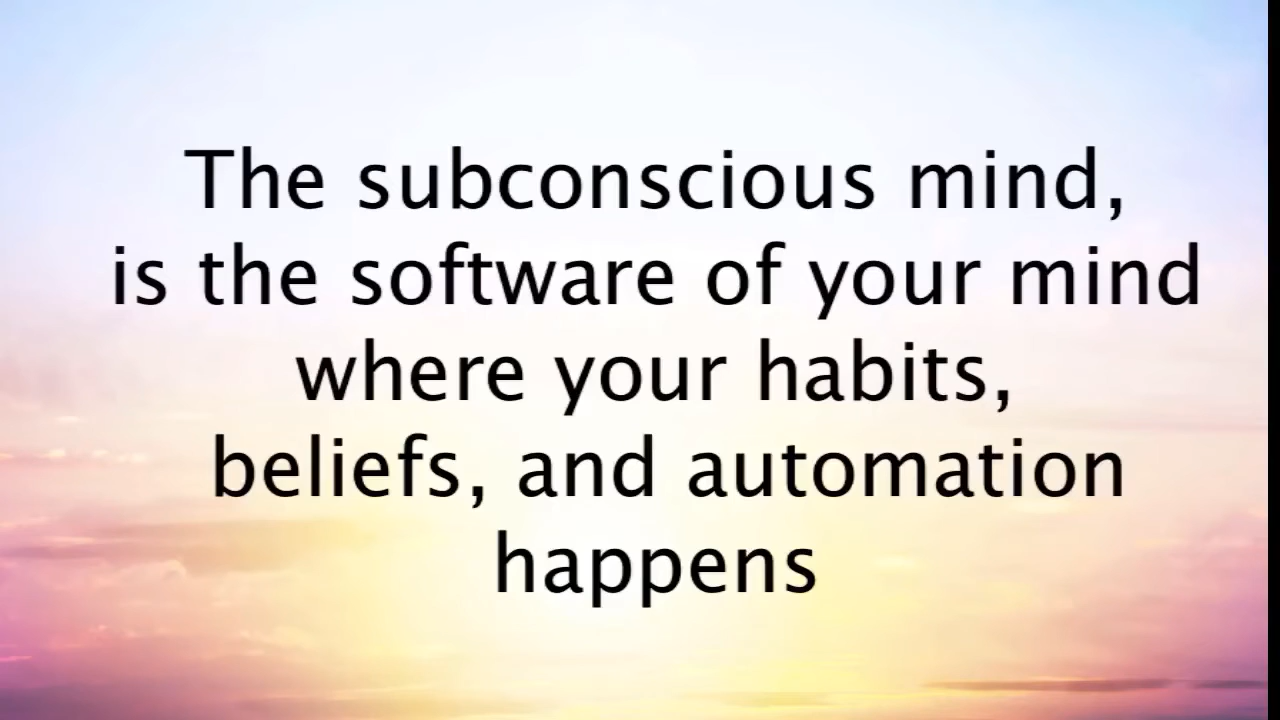 The subconscious mind,
is the software of your mind
where your habits,
beliefs, and automation
happens